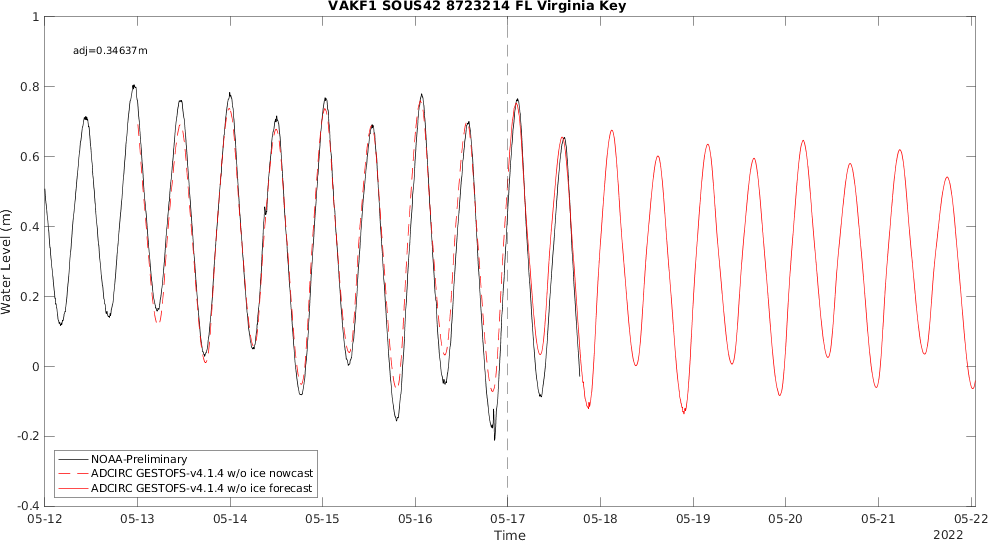 VAKF1 SOUS42 8723214 FL Virginia Key
adj=0.34637m
1
0.8
0.6
0.4
0.2
0
-0.2
-0.4
Water Level (m)
NOAA-Preliminary
ADCIRC GESTOFS-v4.1.4 w/o ice nowcast
ADCIRC GESTOFS-v4.1.4 w/o ice forecast
05-12 05-13 05-14 05-15 05-16 05-17 05-18 05-19 05-20 05-21 05-22
Time
2022